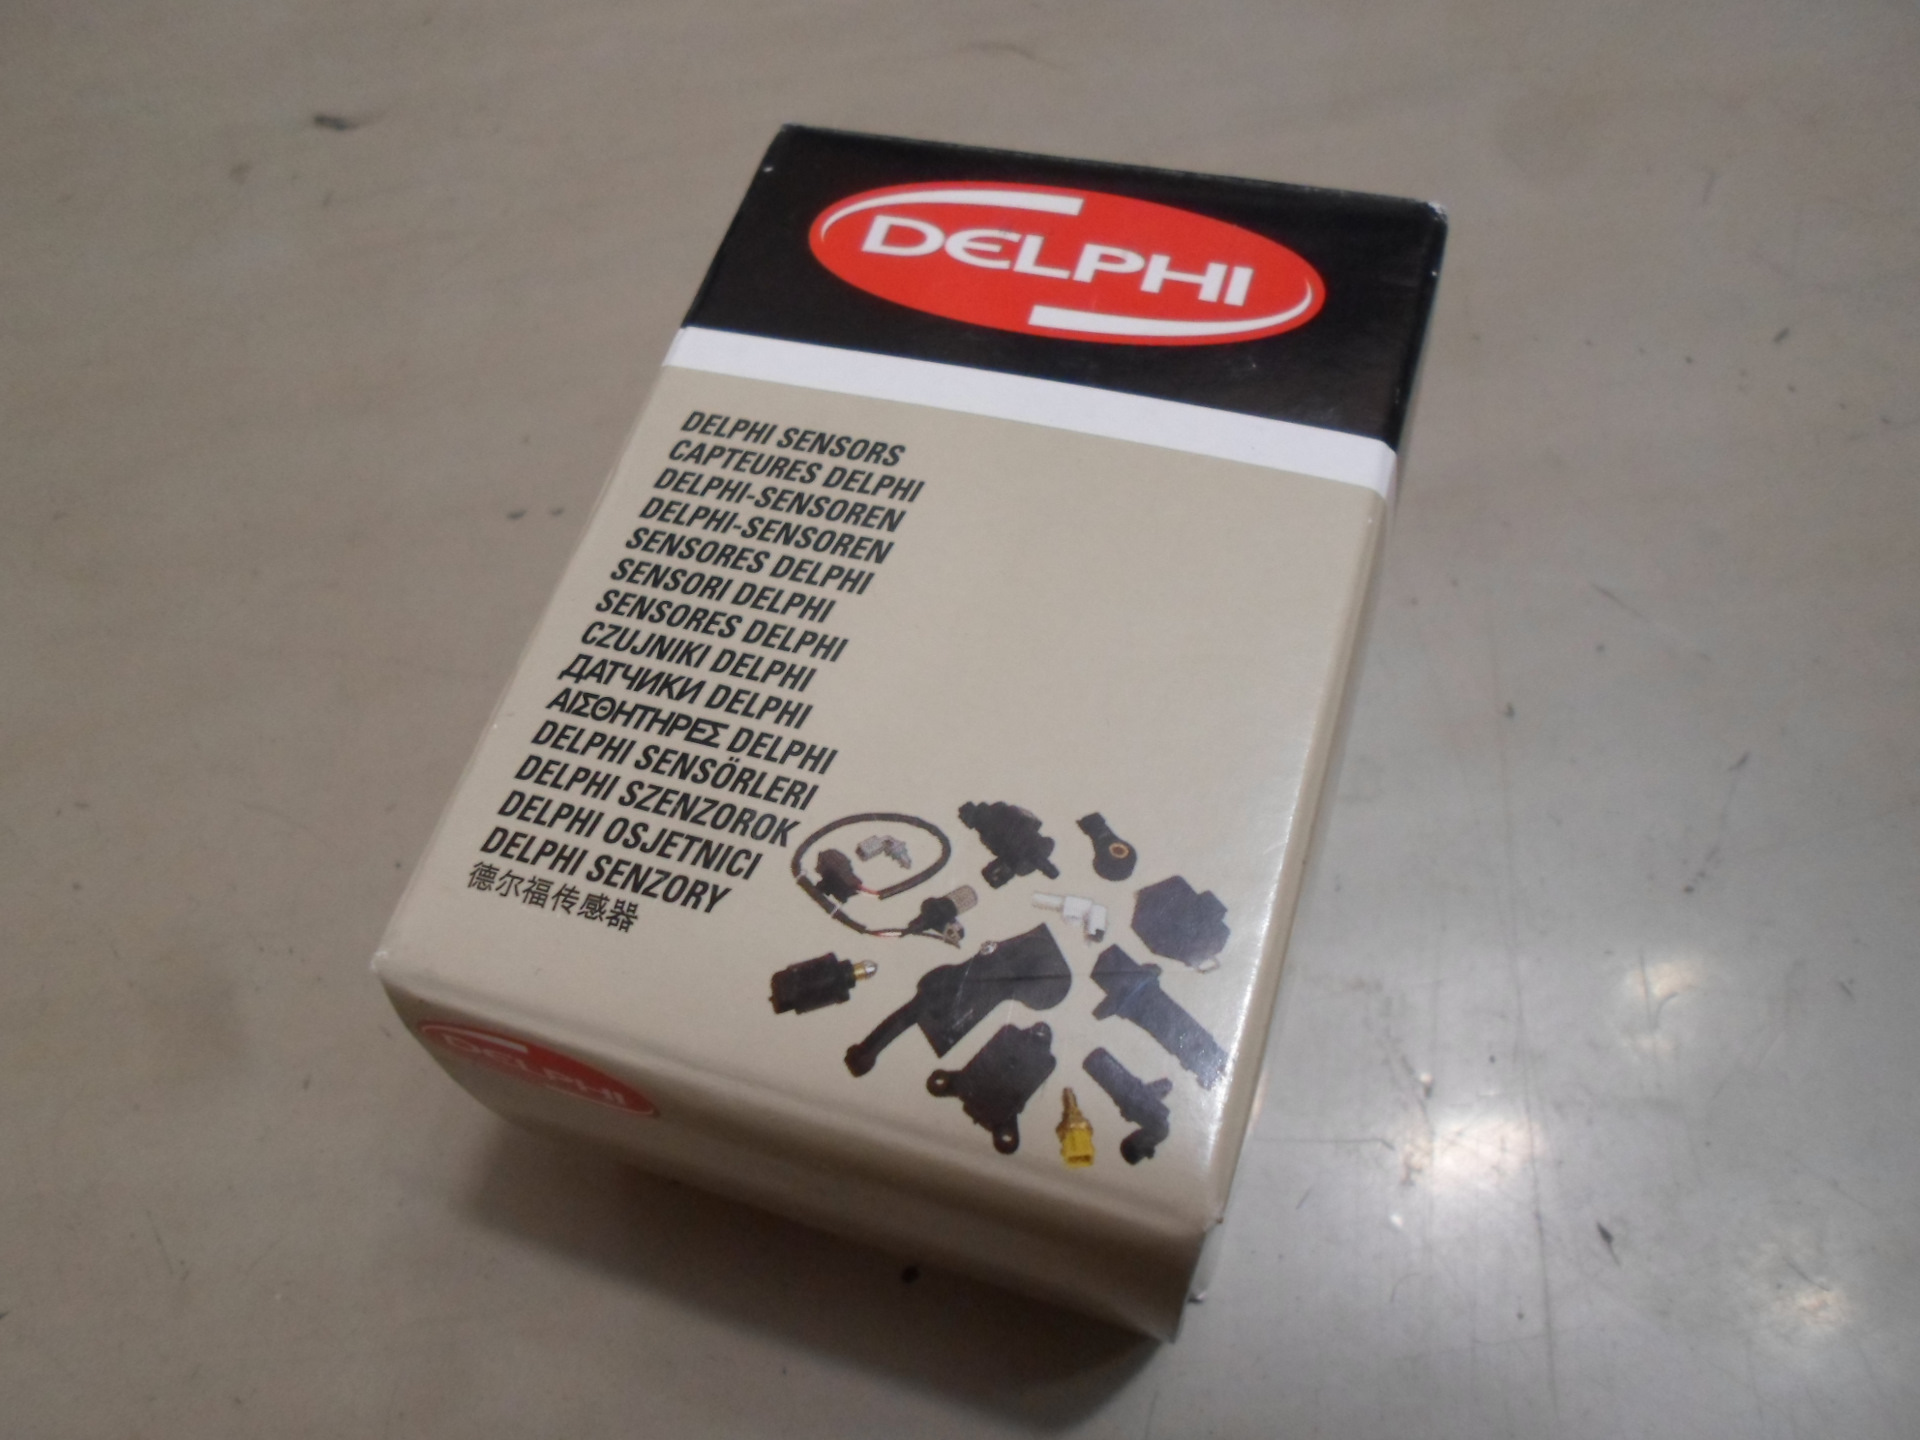 DELPHI
DELPHI SENSORS
CAPTEURES DELPHI
DELPHI-SENSOREN
DELPHI-SENSOREN
SENSORES DELPHI
SENSORI DELPHI
SENSORES DELPHI
CZUJNIKI DELPHI
ДАТЧИКИ DELPHI
ΑΙΣΘΗΤΗΡΕΣ DELPHI
DELPHI SENSÖRLERI
DELPHI SZENZOROK
DELPHI OSJETNICI
DELPHI SENZORY
德尔福传感器
DELPHI